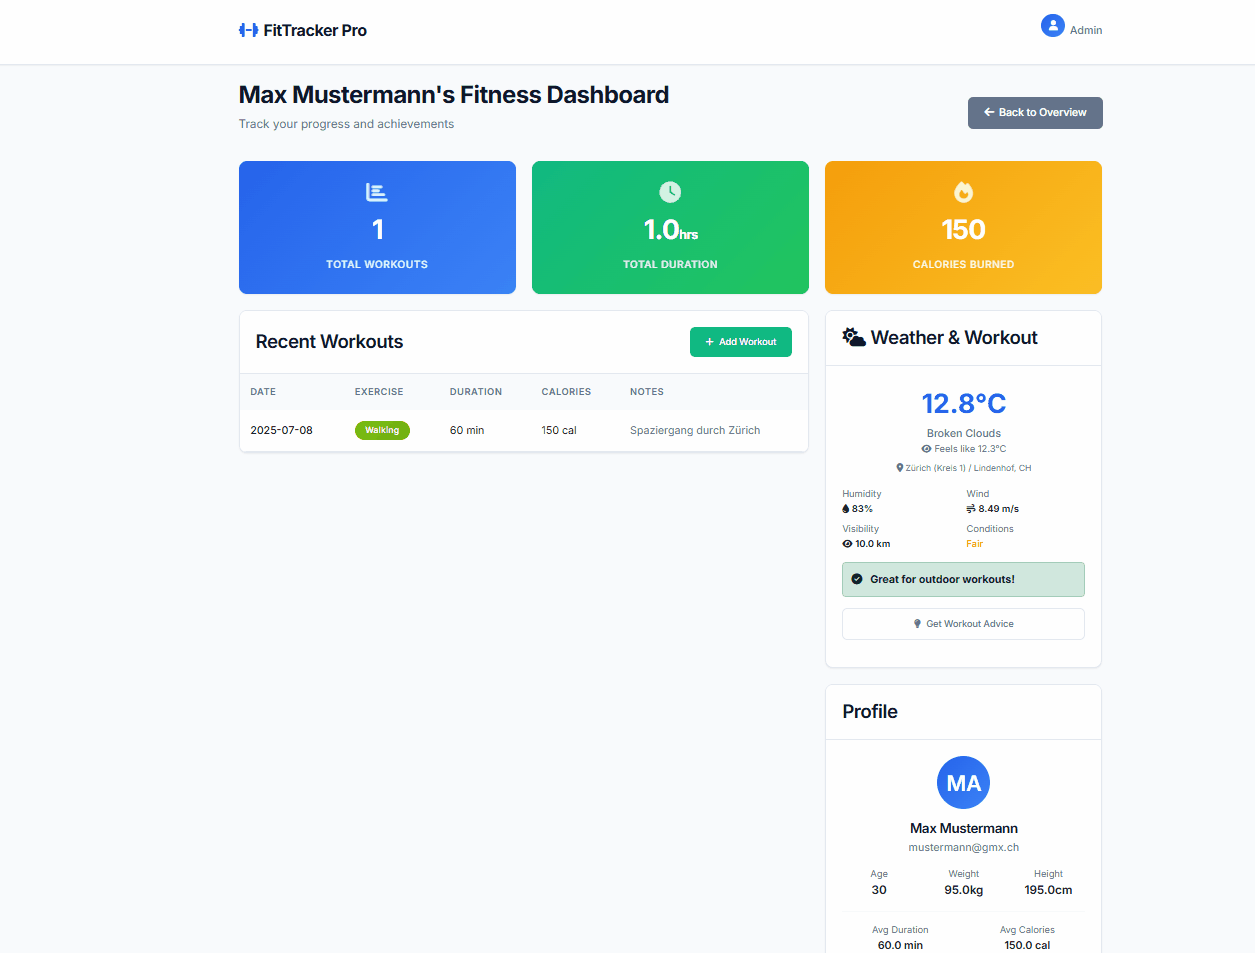 FitTracker Pro
Admin
Max Mustermann's Fitness Dashboard
Track your progress and achievements
Back to Overview
1
TOTAL WORKOUTS
1.0hrs
TOTAL DURATION
150
CALORIES BURNED
Recent Workouts
Add Workout
DATE EXERCISE DURATION CALORIES NOTES
2025-07-08 Walking 60 min 150 cal Spaziergang durch Zürich
Weather & Workout
12.8°C
Broken Clouds
Feels like 12.3°C
Zürich (Kreis 1) / Lindenhof, CH
Humidity Wind
83% 8.49 m/s
Visibility Conditions
10.0 km Fair
Great for outdoor workouts!
Get Workout Advice
Profile
MA
Max Mustermann
mustermann@gmx.ch
Age Weight Height
30 95.0kg 195.0cm
Avg Duration Avg Calories
60.0 min 150.0 cal